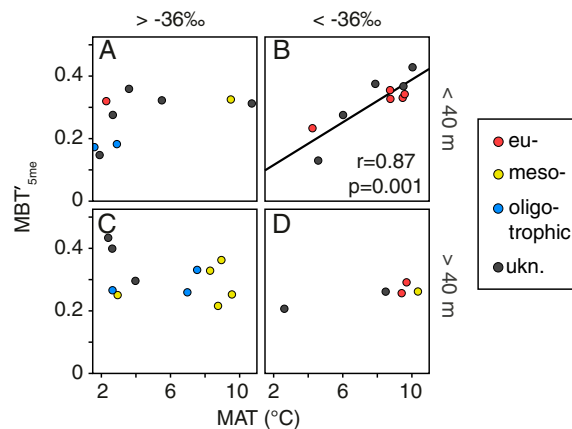 > -36‰
< -36‰
A
B
0.4
0.2
0
r=0.87
p=0.001
< 40 m
MBT′5me
C
D
0.4
0.2
0
> 40 m
2
6
10
2
6
10
MAT (°C)
eu-
meso-
oligo-
trophic
ukn.